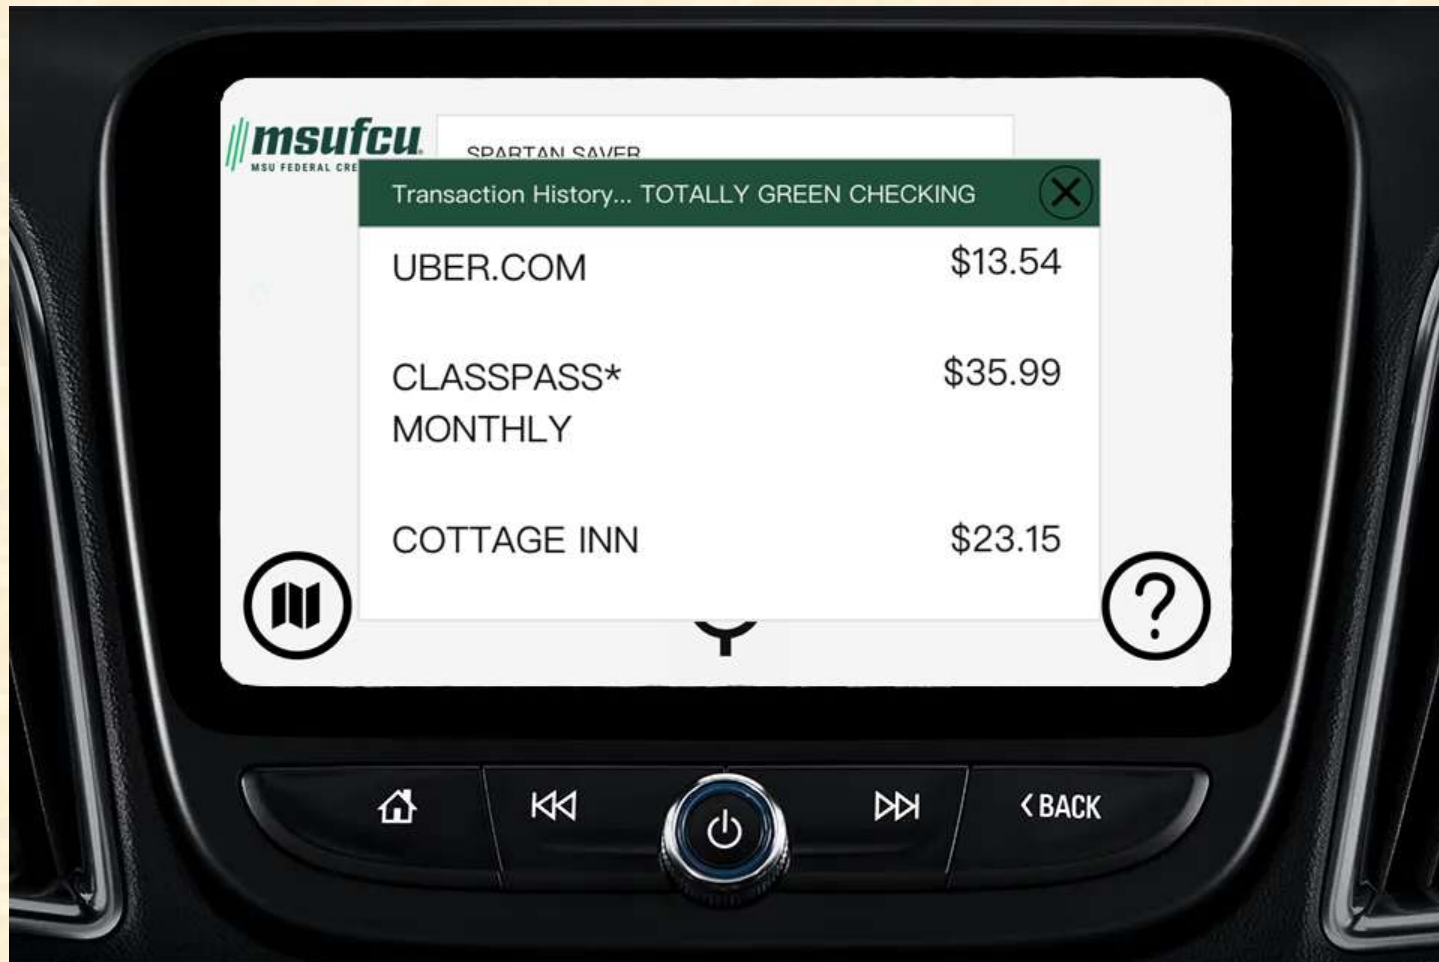 msufcu
MSU FEDERAL CRE
SPARTAN SAVER
Transaction History... TOTALLY GREEN CHECKING
UBER.COM $13.54
CLASSPASS* $35.99
MONTHLY
COTTAGE INN $23.15
?
< BACK